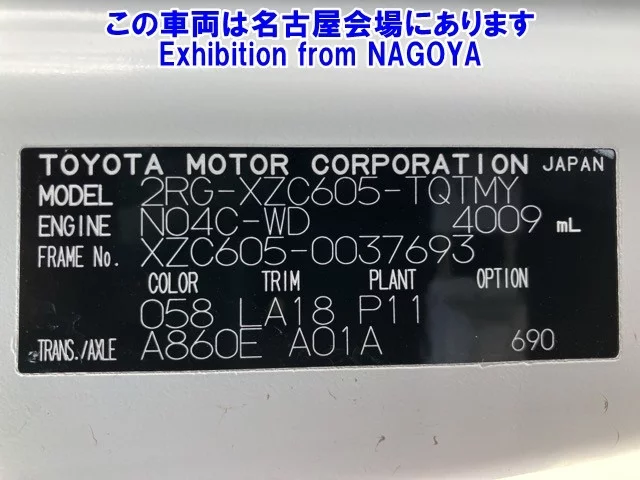 この車両は名古屋会場にあります
Exhibition from NAGOYA
TOYOTA MOTOR CORPORATION JAPAN
MODEL 2RG-XZC605-TQTMY
ENGINE N04C-WD 4009 mL
FRAME No. XZC605-0037693
COLOR TRIM PLANT OPTION
058 LA18 P11
TRANS./AXLE A860E A01A 690